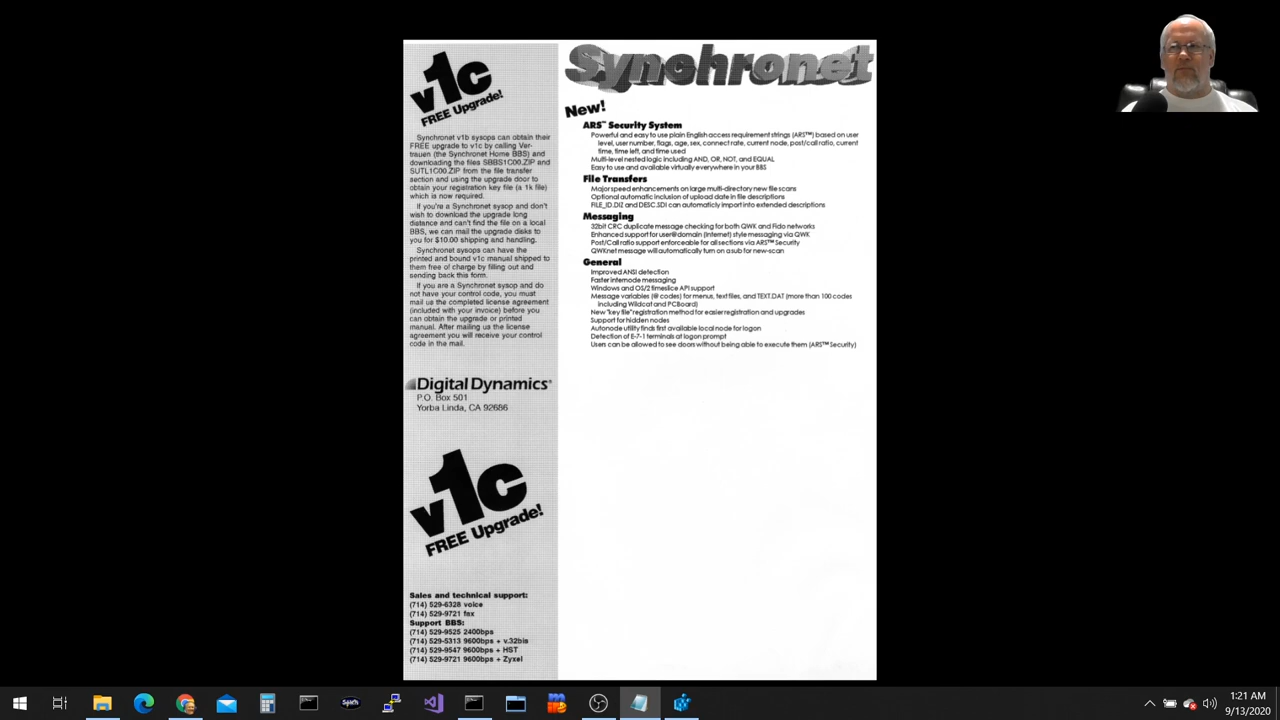 v1c
FREE Upgrade!
Synchronet v1b sysops can obtain their
FREE upgrade to v1c by calling Ver-
trauen (the Synchronet Home BBS) and
downloading the files SBBS1C00.ZIP and
SUTL1C00.ZIP from the file transfer
section and using the upgrade door to
obtain your registration key file (a 1k file)
which is now required.
If you're a Synchronet sysop and don't
wish to download the upgrade long
distance and can't find the file on a local
BBS, we can mail the upgrade disks to
you for $10.00 shipping and handling.
Synchronet sysops can have the
printed and bound v1c manual shipped to
them free of charge by filling out and
sending back this form.
If you are a Synchronet sysop and do
not have your control code, you must
mail us the completed license agreement
(included with your invoice) before you
can obtain the upgrade or printed
manual. After mailing us the license
agreement you will receive your control
code in the mail.
Digital Dynamics®
P.O. Box 501
Yorba Linda, CA 92686
v1c
FREE Upgrade!
Sales and technical support:
(714) 529-6328 voice
(714) 529-9721 fax
Support BBS:
(714) 529-9525 2400bps
(714) 529-5313 9600bps + v.32bis
(714) 529-9547 9600bps + HST
(714) 529-9721 9600bps + Zyxel
Synchronet
New!
ARS™ Security System
Powerful and easy to use plain English access requirement strings (ARS™) based on user
level, user number, flags, age, sex, connect rate, current node, post/call ratio, current
time, time left, and time used
Multi-level nested logic including AND, OR, NOT, and EQUAL
Easy to use and available virtually everywhere in your BBS
File Transfers
Major speed enhancements on large multi-directory new file scans
Optional automatic inclusion of upload date in file descriptions
FILE_ID.DIZ and DESC.SDI can automaticly import into extended descriptions
Messaging
32bit CRC duplicate message checking for both QWK and Fido networks
Enhanced support for user@domain (Internet) style messaging via QWK
Post/Call ratio support enforceable for all sections via ARS™ Security
QWKnet message will automatically turn on a sub for new-scan
General
Improved ANSI detection
Faster internode messaging
Windows and OS/2 timeslice API support
Message variables (@ codes) for menus, text files, and TEXT.DAT (more than 100 codes
including Wildcat and PCBoard)
New "key file" registration method for easier registration and upgrades
Support for hidden nodes
Autonode utility finds first available local node for logon
Detection of E-7-1 terminals at logon prompt
Users can be allowed to see doors without being able to execute them (ARS™ Security)
1:21 AM
9/13/2020